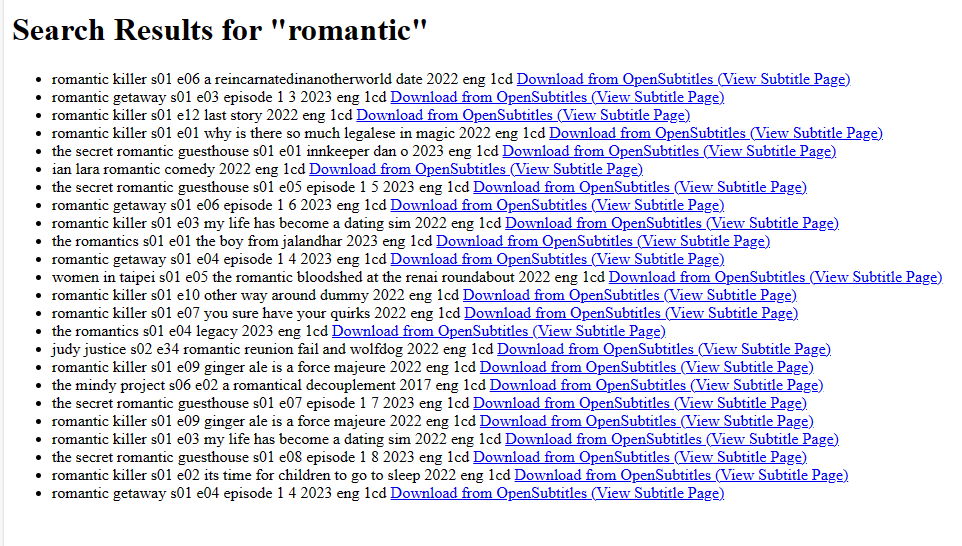 Search Results for "romantic"
• romantic killer s01 e06 a reincarnatedinanotherworld date 2022 eng 1cd Download from OpenSubtitles (View Subtitle Page)
• romantic getaway s01 e03 episode 1 3 2023 eng 1cd Download from OpenSubtitles (View Subtitle Page)
• romantic killer s01 e12 last story 2022 eng 1cd Download from OpenSubtitles (View Subtitle Page)
• romantic killer s01 e01 why is there so much legalese in magic 2022 eng 1cd Download from OpenSubtitles (View Subtitle Page)
• the secret romantic guesthouse s01 e01 innkeeper dan o 2023 eng 1cd Download from OpenSubtitles (View Subtitle Page)
• ian lara romantic comedy 2022 eng 1cd Download from OpenSubtitles (View Subtitle Page)
• the secret romantic guesthouse s01 e05 episode 1 5 2023 eng 1cd Download from OpenSubtitles (View Subtitle Page)
• romantic getaway s01 e06 episode 1 6 2023 eng 1cd Download from OpenSubtitles (View Subtitle Page)
• romantic killer s01 e03 my life has become a dating sim 2022 eng 1cd Download from OpenSubtitles (View Subtitle Page)
• the romantics s01 e01 the boy from jalandhar 2023 eng 1cd Download from OpenSubtitles (View Subtitle Page)
• romantic getaway s01 e04 episode 1 4 2023 eng 1cd Download from OpenSubtitles (View Subtitle Page)
• women in taipei s01 e05 the romantic bloodshed at the renai roundabout 2022 eng 1cd Download from OpenSubtitles (View Subtitle Page)
• romantic killer s01 e10 other way around dummy 2022 eng 1cd Download from OpenSubtitles (View Subtitle Page)
• romantic killer s01 e07 you sure have your quirks 2022 eng 1cd Download from OpenSubtitles (View Subtitle Page)
• the romantics s01 e04 legacy 2023 eng 1cd Download from OpenSubtitles (View Subtitle Page)
• judy justice s02 e34 romantic reunion fail and wolfdog 2022 eng 1cd Download from OpenSubtitles (View Subtitle Page)
• romantic killer s01 e09 ginger ale is a force majeure 2022 eng 1cd Download from OpenSubtitles (View Subtitle Page)
• the mindy project s06 e02 a romantical decouplement 2017 eng 1cd Download from OpenSubtitles (View Subtitle Page)
• the secret romantic guesthouse s01 e07 episode 1 7 2023 eng 1cd Download from OpenSubtitles (View Subtitle Page)
• romantic killer s01 e09 ginger ale is a force majeure 2022 eng 1cd Download from OpenSubtitles (View Subtitle Page)
• romantic killer s01 e03 my life has become a dating sim 2022 eng 1cd Download from OpenSubtitles (View Subtitle Page)
• the secret romantic guesthouse s01 e08 episode 1 8 2023 eng 1cd Download from OpenSubtitles (View Subtitle Page)
• romantic killer s01 e02 its time for children to go to sleep 2022 eng 1cd Download from OpenSubtitles (View Subtitle Page)
• romantic getaway s01 e04 episode 1 4 2023 eng 1cd Download from OpenSubtitles (View Subtitle Page)